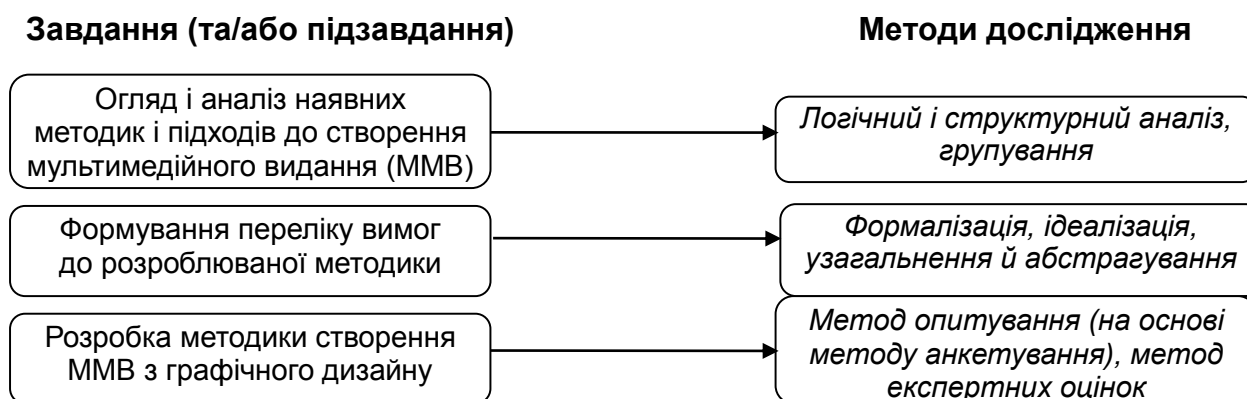 Завдання (та/або підзавдання)
Методи дослідження
Огляд і аналіз наявних
методик і підходів до створення
мультимедійного видання (ММВ)
Логічний і структурний аналіз,
групування
Формування переліку вимог
до розроблюваної методики
Формалізація, ідеалізація,
узагальнення й абстрагування
Розробка методики створення
ММВ з графічного дизайну
Метод опитування (на основі
методу анкетування), метод
експертних оцінок